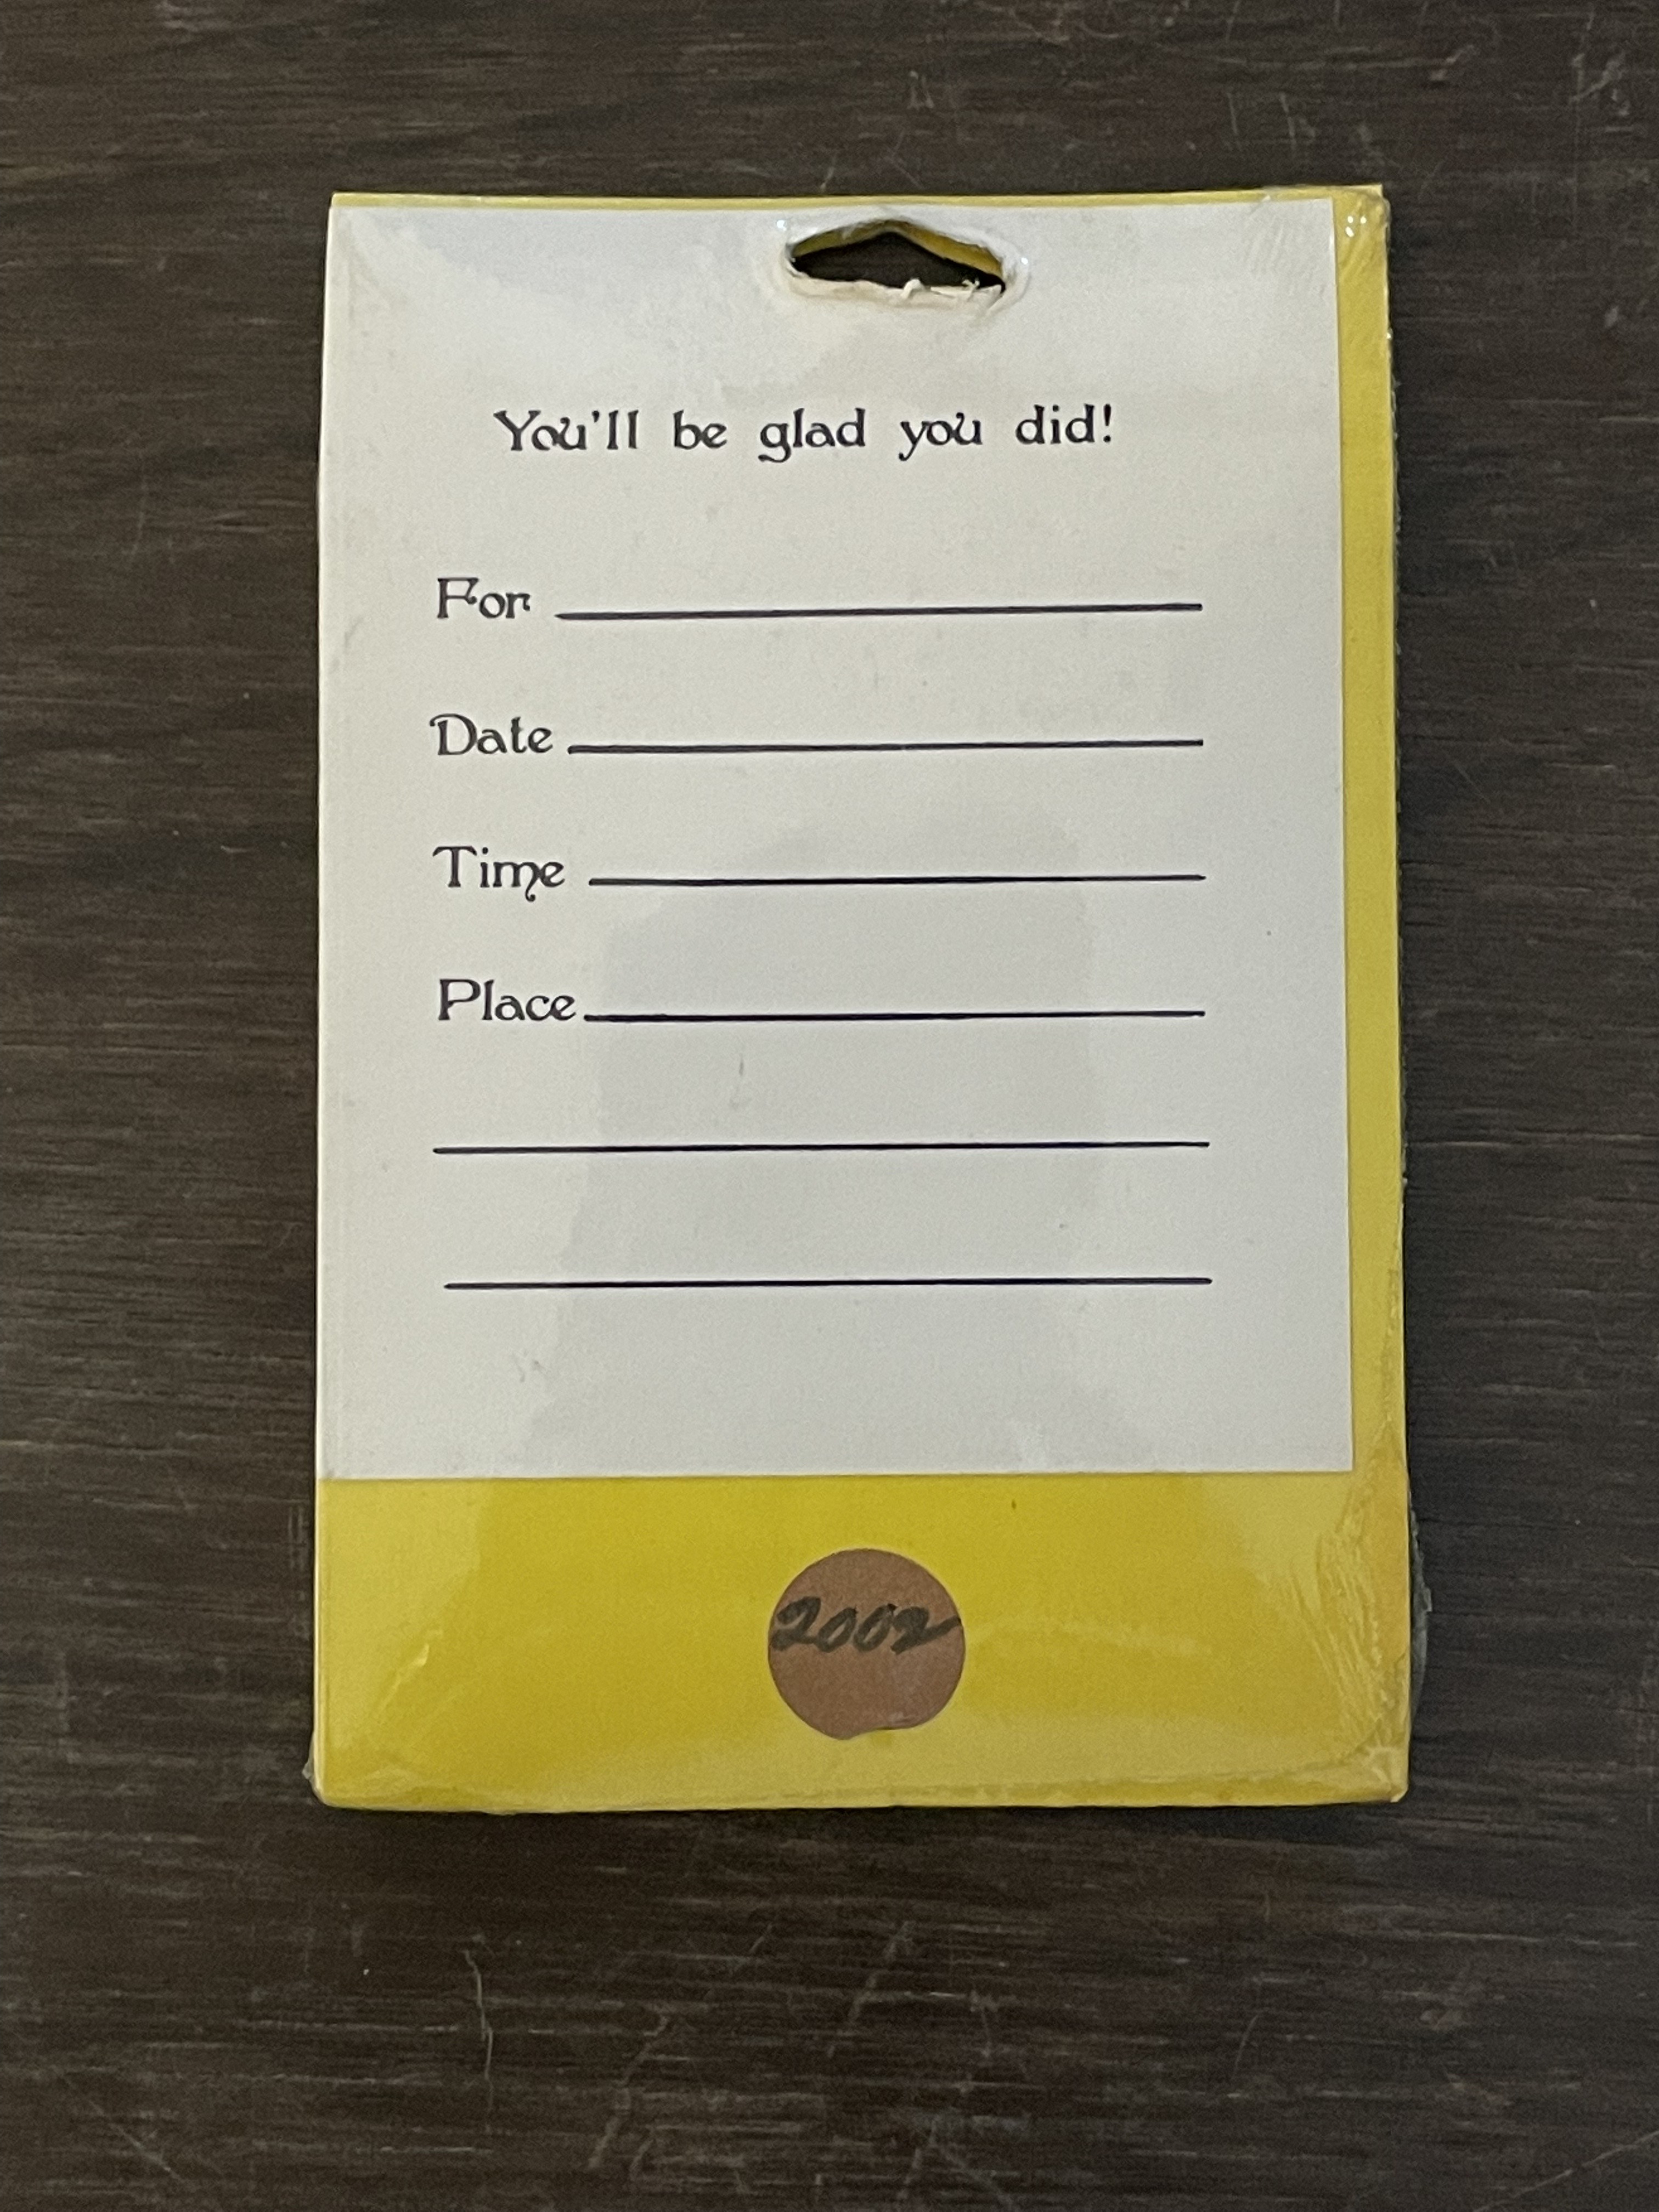 You'll be glad you did!
For
Date
Time
Place
2002